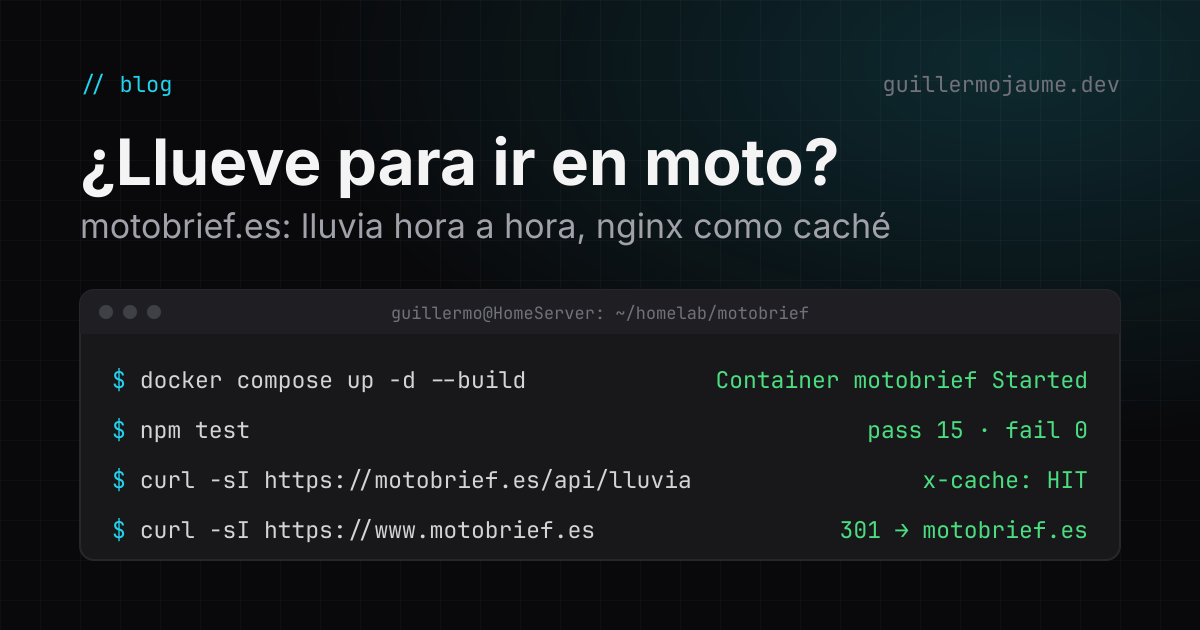 // blog
guillermojaume.dev
¿Llueve para ir en moto?
motobrief.es: lluvia hora a hora, nginx como caché
guillermo@HomeServer: ~/homelab/motobrief
$ docker compose up -d --build Container motobrief Started
$ npm test pass 15 · fail 0
$ curl -sI https://motobrief.es/api/lluvia x-cache: HIT
$ curl -sI https://www.motobrief.es 301 → motobrief.es